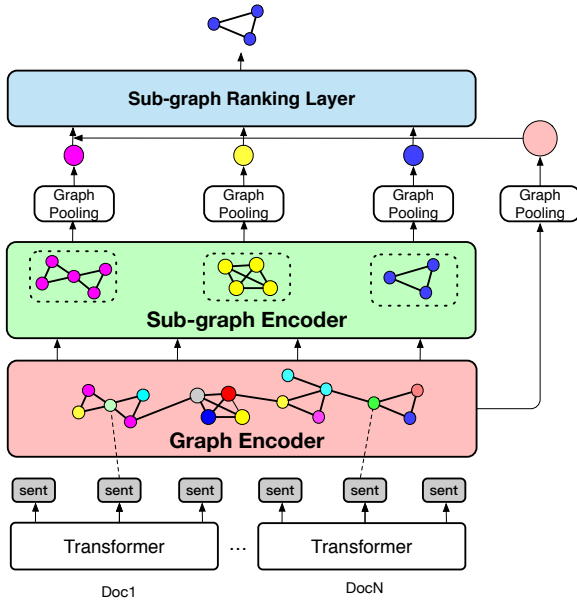 Sub-graph Ranking Layer
Graph
Pooling
Graph
Pooling
Graph
Pooling
Graph
Pooling
Sub-graph Encoder
Graph Encoder
sent
sent
sent
sent
sent
sent
Transformer
...
Transformer
Doc1
DocN